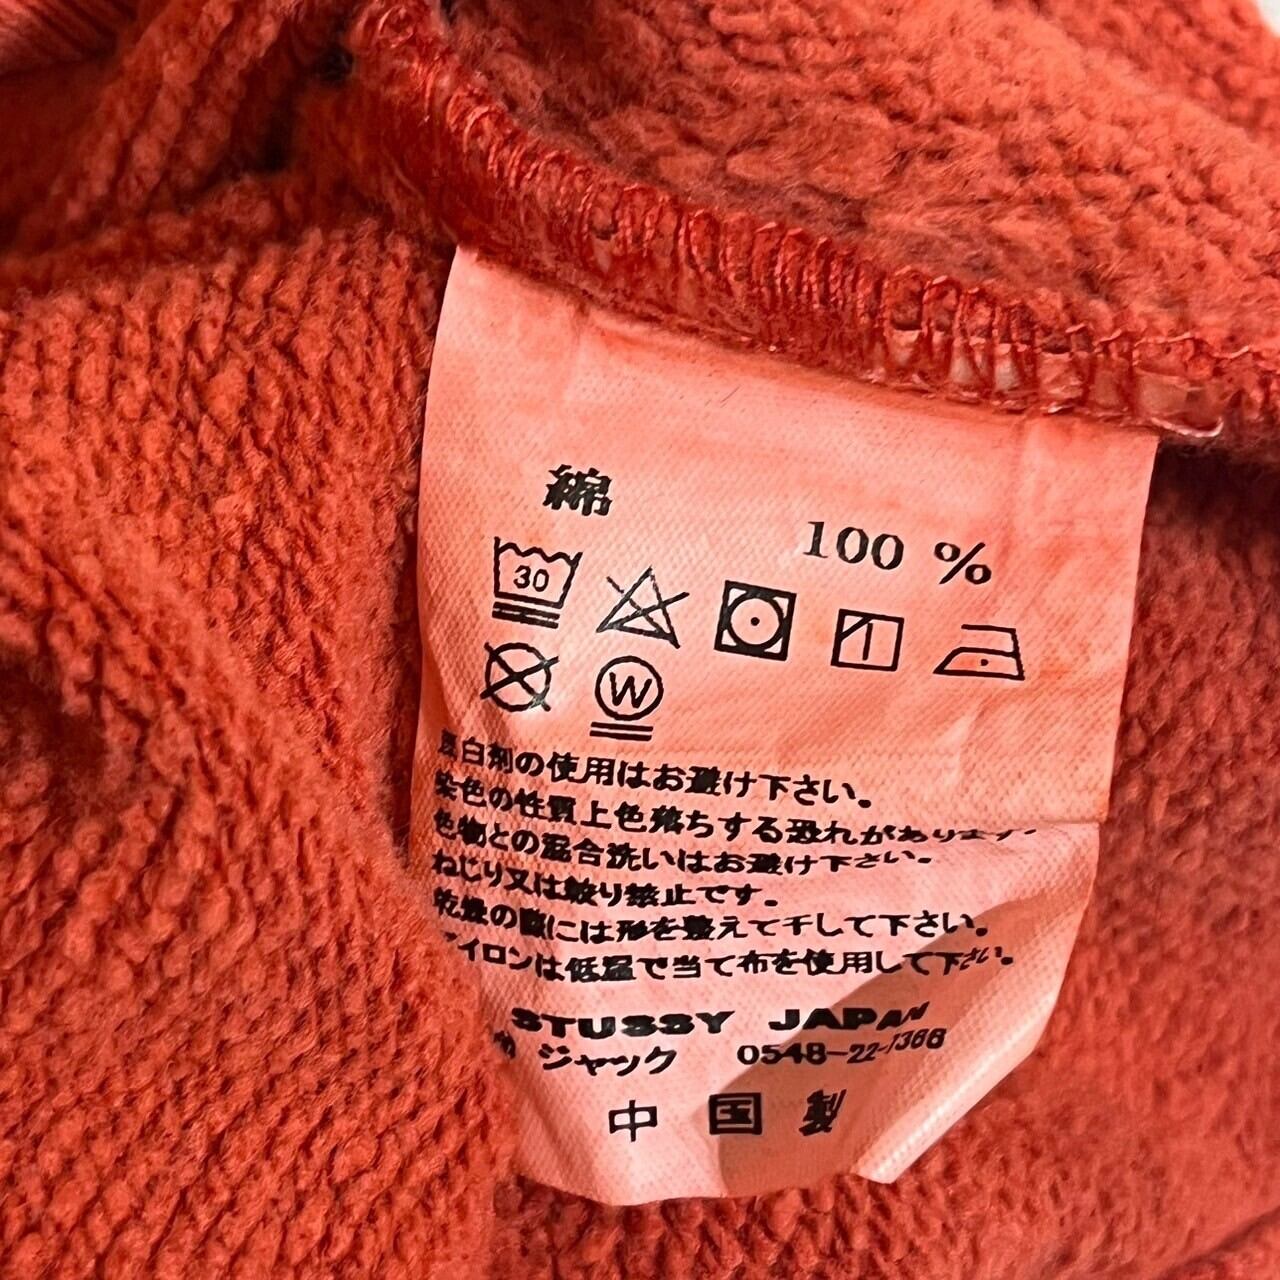 綿 100 %
30
W
原白剤の使用はお避け下さい。
染色の性質上色落ちする恐れがあります。
色物との混合洗いはお避け下さい。
ねじり又は絞り禁止です。
乾燥の際には形を整えて干して下さい。
アイロンは低温で当て布を使用して下さい。
STUSSY JAPAN
ジャック 0548-22-7366
中国製